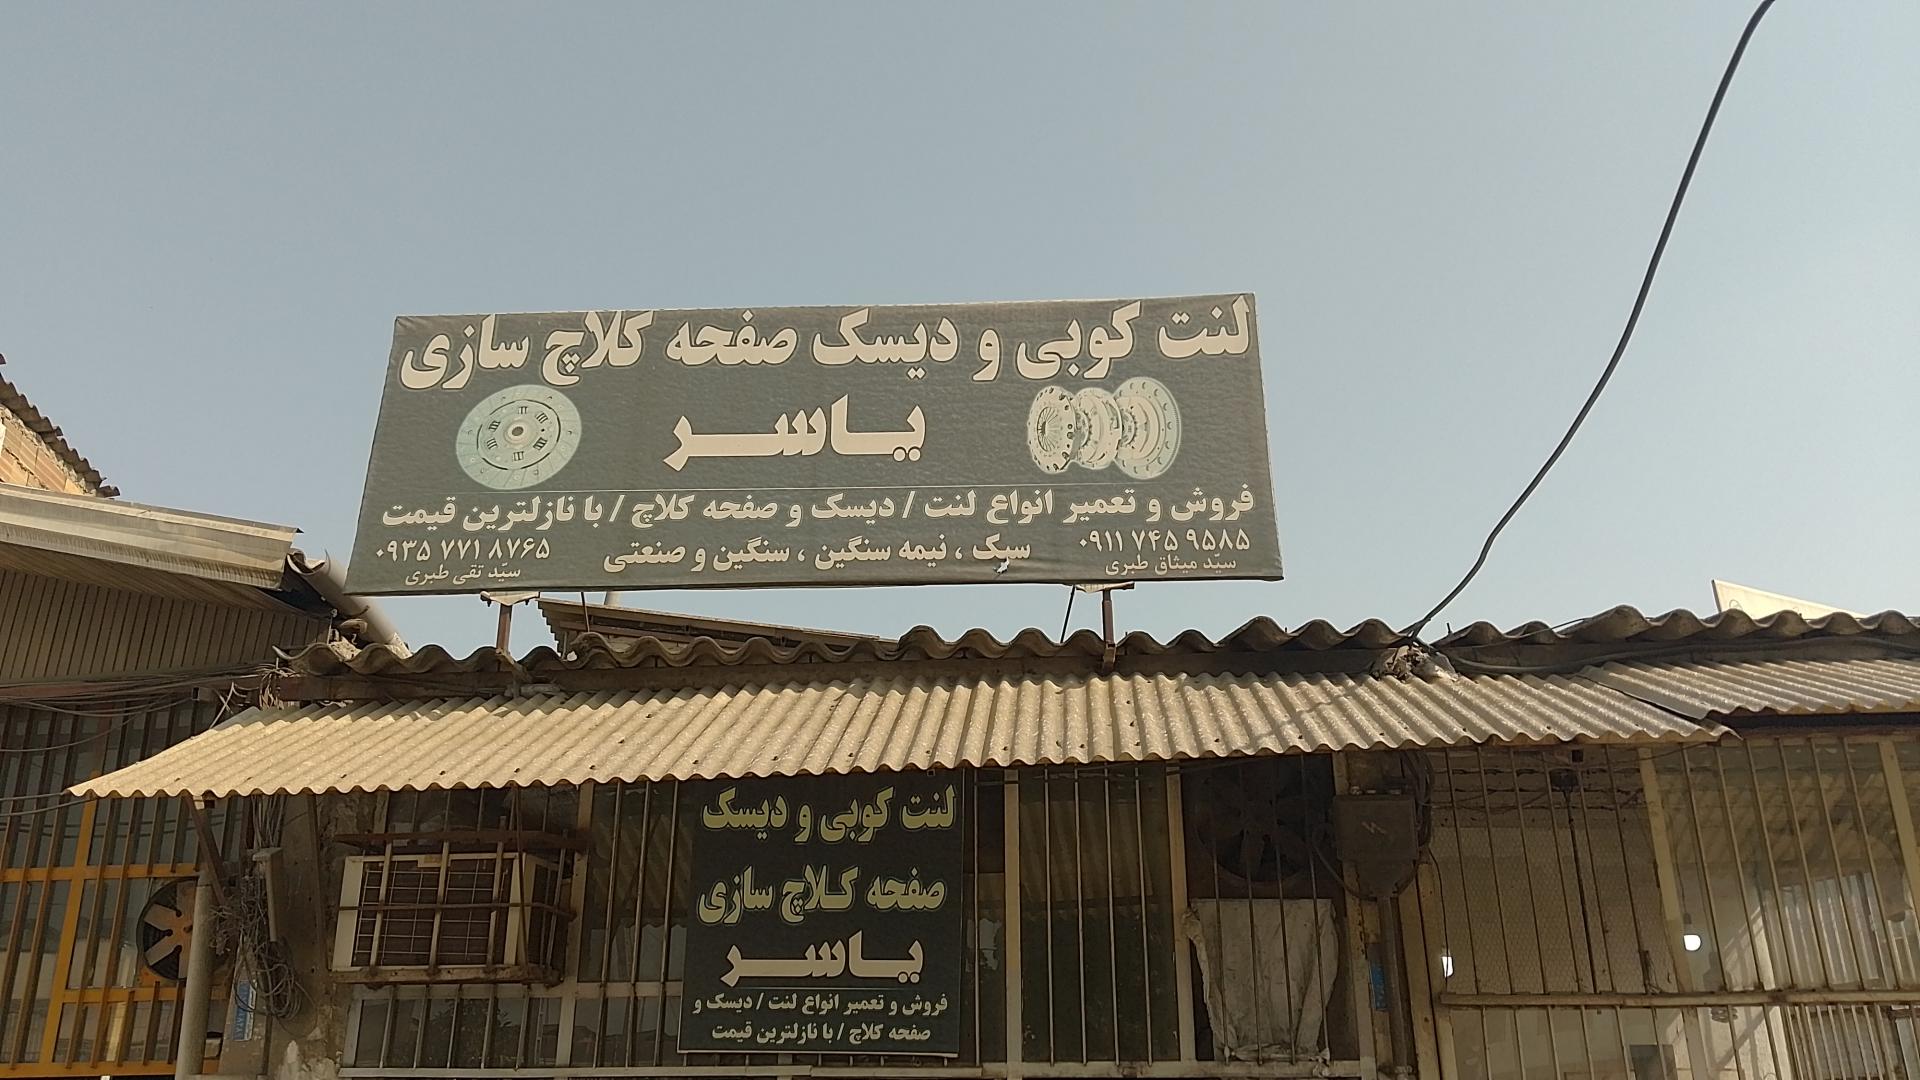 لنت کوبی و دیسک صفحه کلاچ سازی
یاسر
فروش و تعمیر انواع لنت / دیسک و صفحه کلاچ / با نازلترین قیمت
۰۹۱۱ ۷۴۵ ۹۵۸۵ سبک ، نیمه سنگین ، سنگین و صنعتی ۰۹۳۵ ۷۷۱ ۸۷۶۵
سیّد میثاق طبری سیّد تقی طبری
لنت کوبی و دیسک
صفحه کلاچ سازی
یاسر
فروش و تعمیر انواع لنت / دیسک و
صفحه کلاچ / با نازلترین قیمت